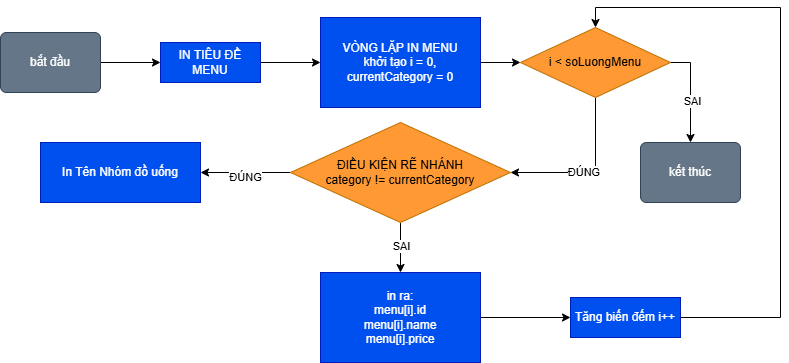 bắt đầu
IN TIÊU ĐỀ
MENU
VÒNG LẶP IN MENU
khởi tạo i = 0,
currentCategory = 0
i < soLuongMenu
SAI
ĐÚNG
kết thúc
ĐIỀU KIỆN RẼ NHÁNH
category != currentCategory
ĐÚNG
In Tên Nhóm đồ uống
SAI
in ra:
menu[i].id
menu[i].name
menu[i].price
Tăng biến đếm i++